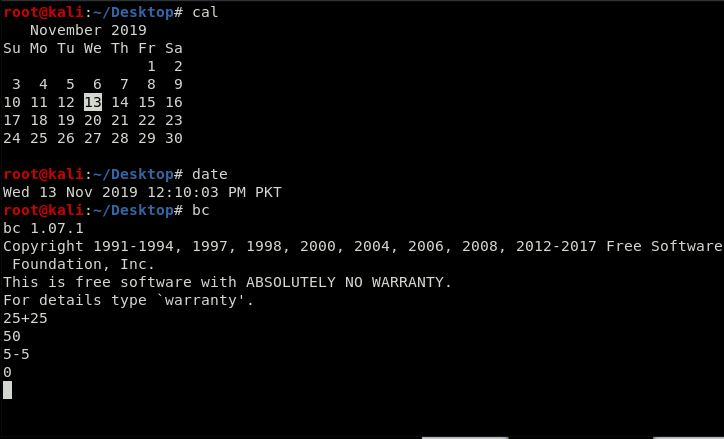 root@kali:~/Desktop# cal
   November 2019
Su Mo Tu We Th Fr Sa
                1  2
 3  4  5  6  7  8  9
10 11 12 13 14 15 16
17 18 19 20 21 22 23
24 25 26 27 28 29 30
root@kali:~/Desktop# date
Wed 13 Nov 2019 12:10:03 PM PKT
root@kali:~/Desktop# bc
bc 1.07.1
Copyright 1991-1994, 1997, 1998, 2000, 2004, 2006, 2008, 2012-2017 Free Software
 Foundation, Inc.
This is free software with ABSOLUTELY NO WARRANTY.
For details type `warranty'.
25+25
50
5-5
0